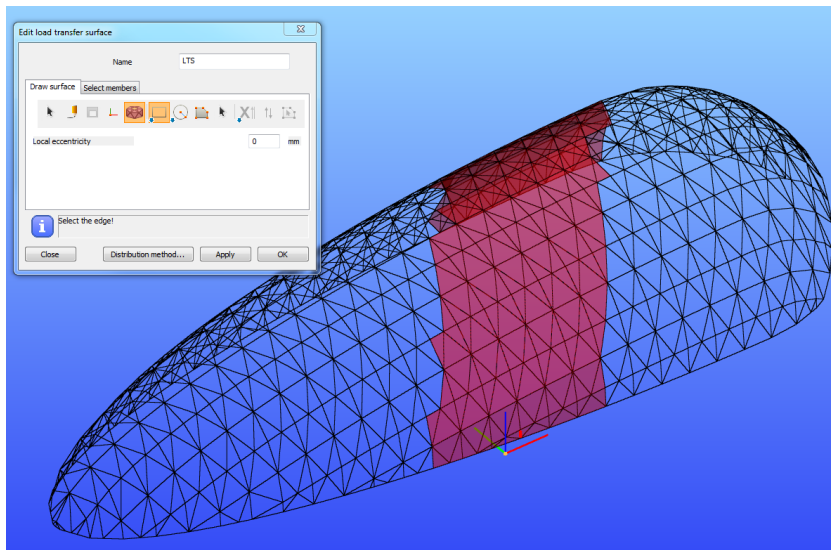 Edit load transfer surface
Name
LTS
Draw surface
Select members
Local eccentricity
0
mm
Select the edge!
Close
Distribution method...
Apply
OK